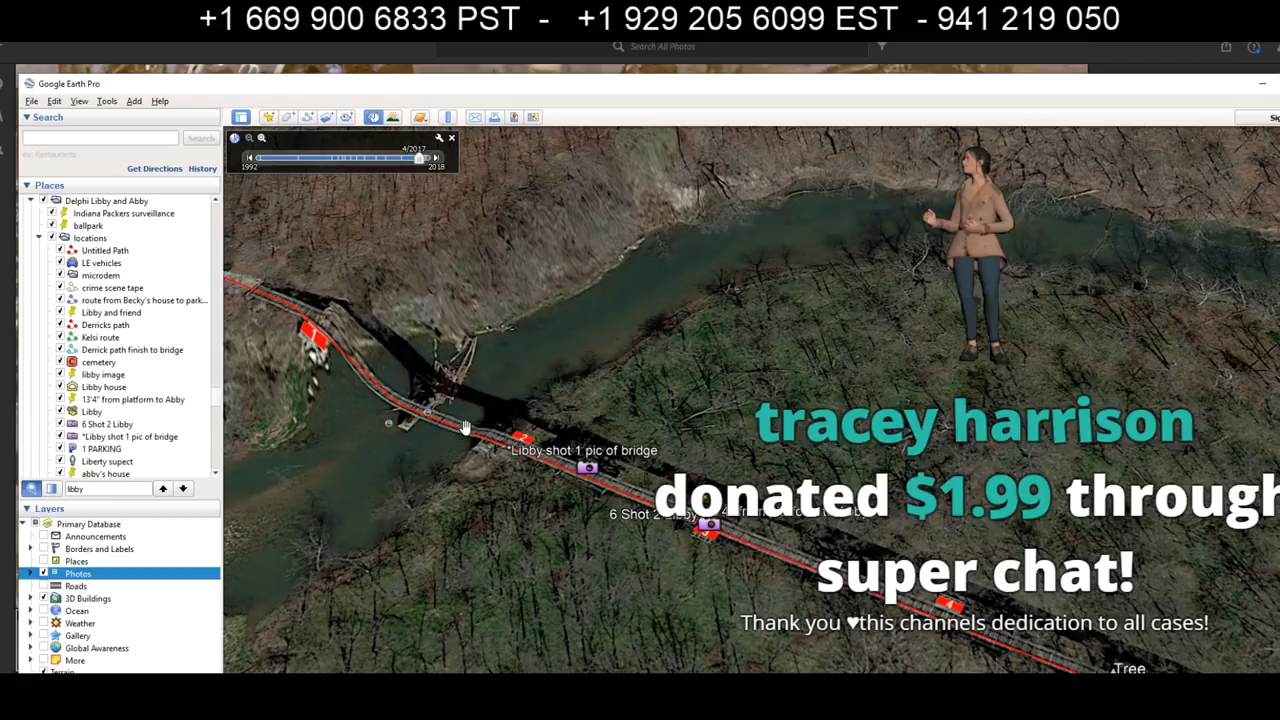 +1 669 900 6833 PST - +1 929 205 6099 EST - 941 219 050
Search All Photos
Google Earth Pro
File Edit View Tools Add Help
Search
Search
Get Directions History
Places
Delphi Libby and Abby
Indiana Packers surveillance
ballpark
locations
Untitled Path
LE vehicles
microdem
crime scene tape
route from Becky's house to park...
Libby and friend
Derricks path
Kelsi route
Derrick path finish to bridge
cemetery
libby image
Libby house
13'4" from platform to Abby
Libby
6 Shot 2 Libby
*Libby shot 1 pic of bridge
1 PARKING
Liberty supect
abby's house
libby
Layers
Primary Database
Announcements
Borders and Labels
Places
Photos
Roads
3D Buildings
Ocean
Weather
Gallery
Global Awareness
More
Terrain
4/2017
1992 2018
1
2
*Libby shot 1 pic of bridge
6 Shot 2 Libby
3
4
Tree
tracey harrison
donated $1.99 through
super chat!
Thank you ♥this channels dedication to all cases!